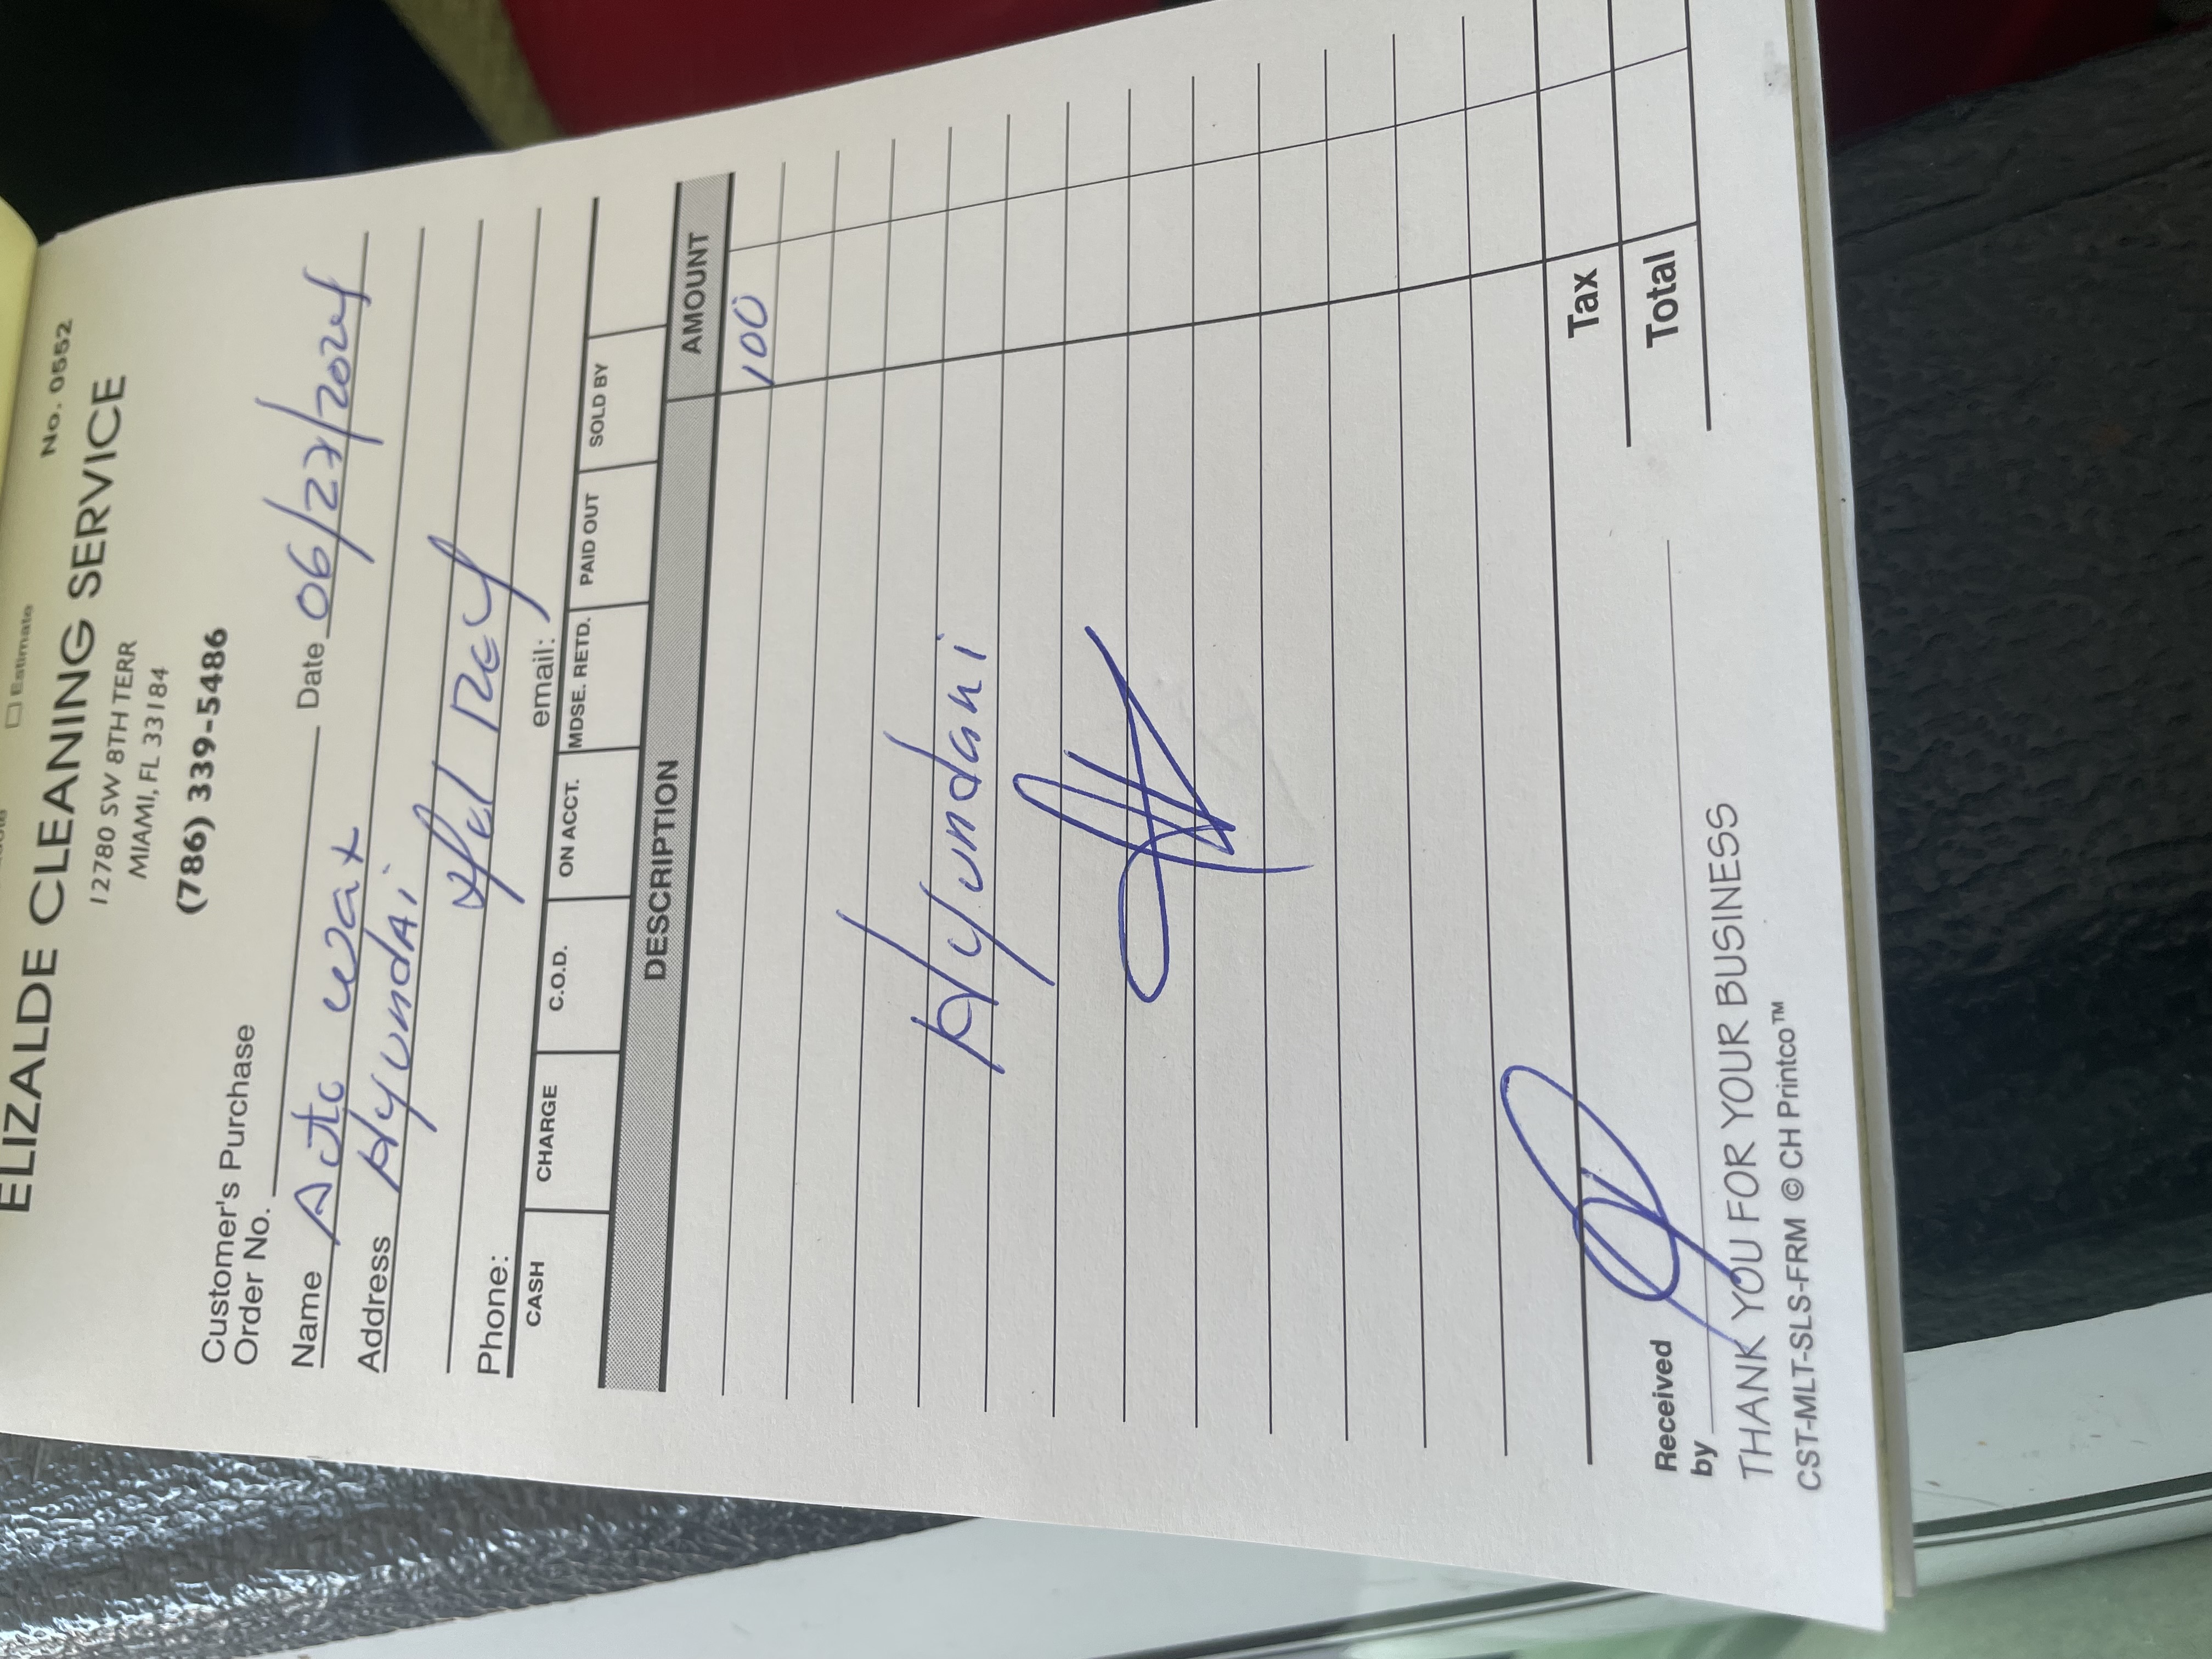 ☐ Estimate
No. 0552
ELIZALDE CLEANING SERVICE
12780 SW 8TH TERR
MIAMI, FL 33184
(786) 339-5486
Customer's Purchase
Order No. Date 06/27/2024
Name Auto wax
Address Hyundai
Phone: email:
CASH CHARGE C.O.D. ON ACCT. MDSE. RETD. PAID OUT SOLD BY
DESCRIPTION AMOUNT
100
Hyundani
Tax
Received
by Total
THANK YOU FOR YOUR BUSINESS
CST-MLT-SLS-FRM © CH Printco™